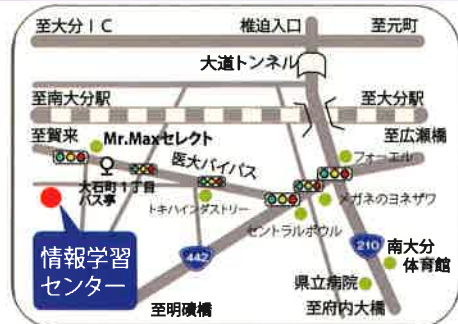 至大分IC
椎迫入口
至元町
大道トンネル
至南大分駅
至大分駅
至賀来
Mr.Maxセレクト
至広瀬橋
医大バイパス
フォーエル
大石町1丁目
バス亭
トキハインダストリー
メガネのヨネザワ
セントラルボウル
情報学習
センター
442
210
南大分
体育館
県立病院
至明磧橋
至府内大橋